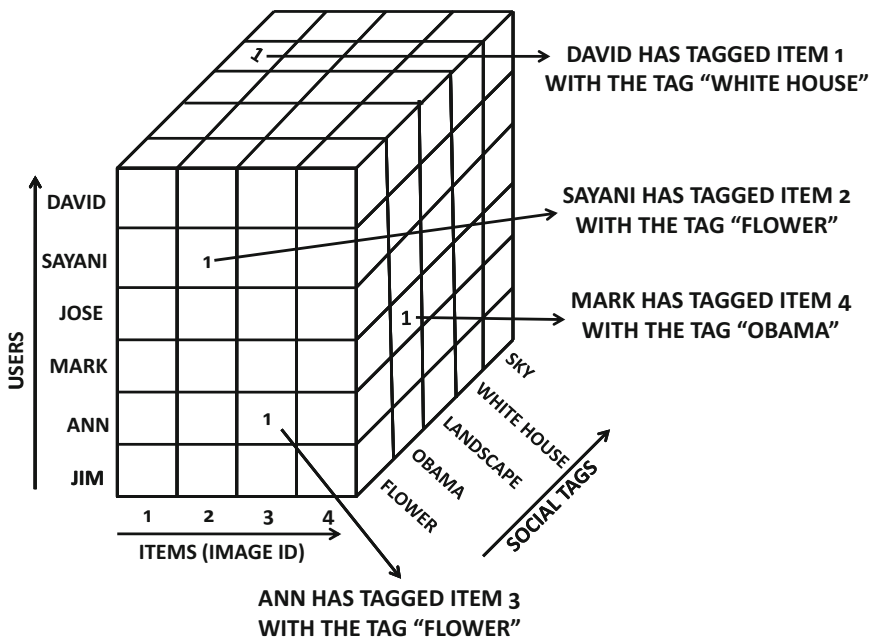 1
DAVID HAS TAGGED ITEM 1
WITH THE TAG “WHITE HOUSE”
DAVID
SAYANI
JOSE
MARK
ANN
JIM
USERS
1
SAYANI HAS TAGGED ITEM 2
WITH THE TAG “FLOWER”
1
MARK HAS TAGGED ITEM 4
WITH THE TAG “OBAMA”
1
SKY
WHITE HOUSE
LANDSCAPE
OBAMA
FLOWER
SOCIAL TAGS
1 2 3 4
ITEMS (IMAGE ID)
ANN HAS TAGGED ITEM 3
WITH THE TAG “FLOWER”